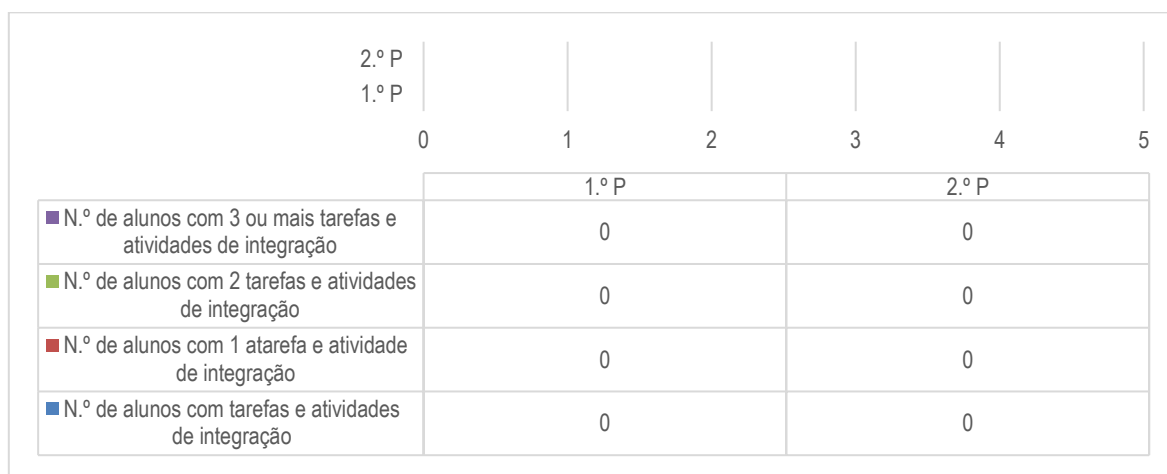 2.º P
1.º P
0 1 2 3 4 5
1.º P 2.º P
N.º de alunos com 3 ou mais tarefas e
atividades de integração
0 0
N.º de alunos com 2 tarefas e atividades
de integração
0 0
N.º de alunos com 1 atarefa e atividade
de integração
0 0
N.º de alunos com tarefas e atividades
de integração
0 0